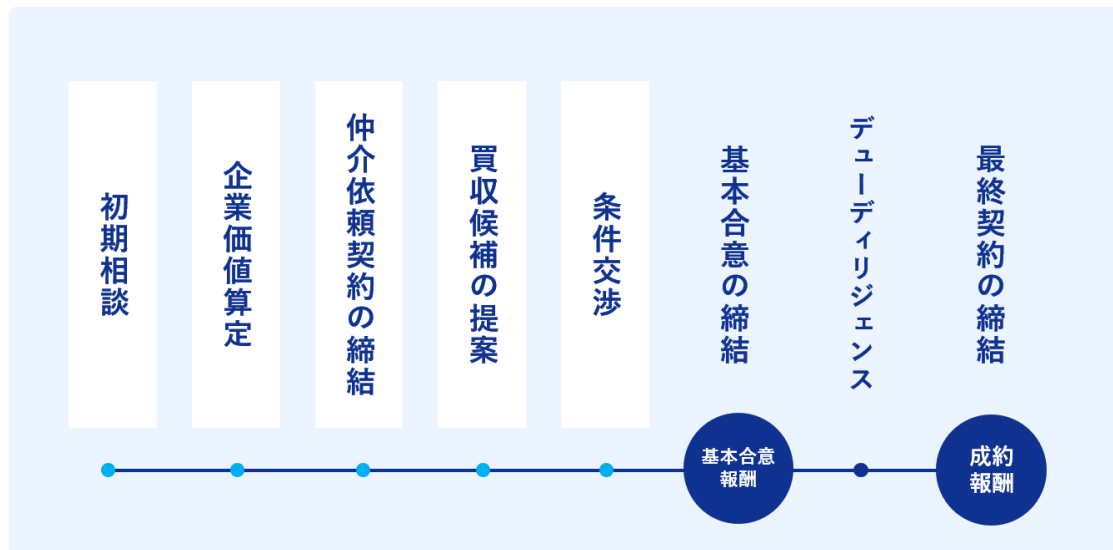 初期相談
企業価値算定
仲介依頼契約の締結
買収候補の提案
条件交渉
基本合意の締結
デューディリジェンス
最終契約の締結
基本合意
報酬
成約
報酬